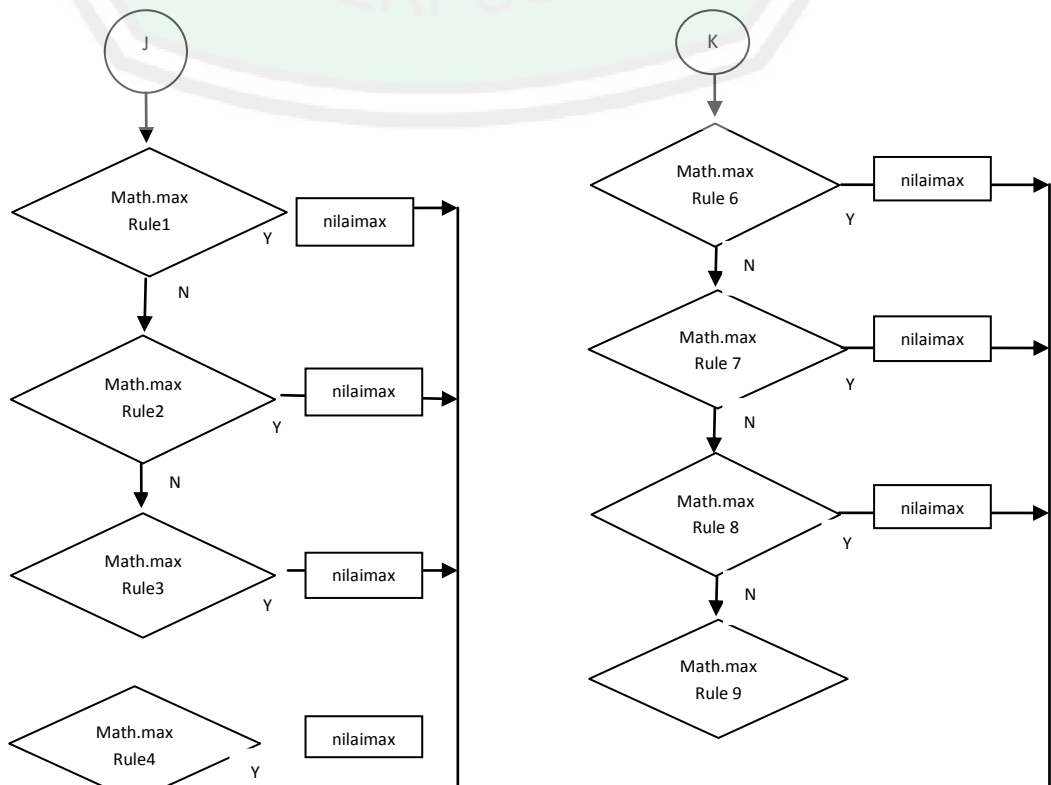 J
Math.max
Rule1
Y
nilaimax
N
Math.max
Rule2
Y
nilaimax
N
Math.max
Rule3
Y
nilaimax
Math.max
Rule4
Y
nilaimax
K
Math.max
Rule 6
Y
nilaimax
N
Math.max
Rule 7
Y
nilaimax
N
Math.max
Rule 8
Y
nilaimax
N
Math.max
Rule 9